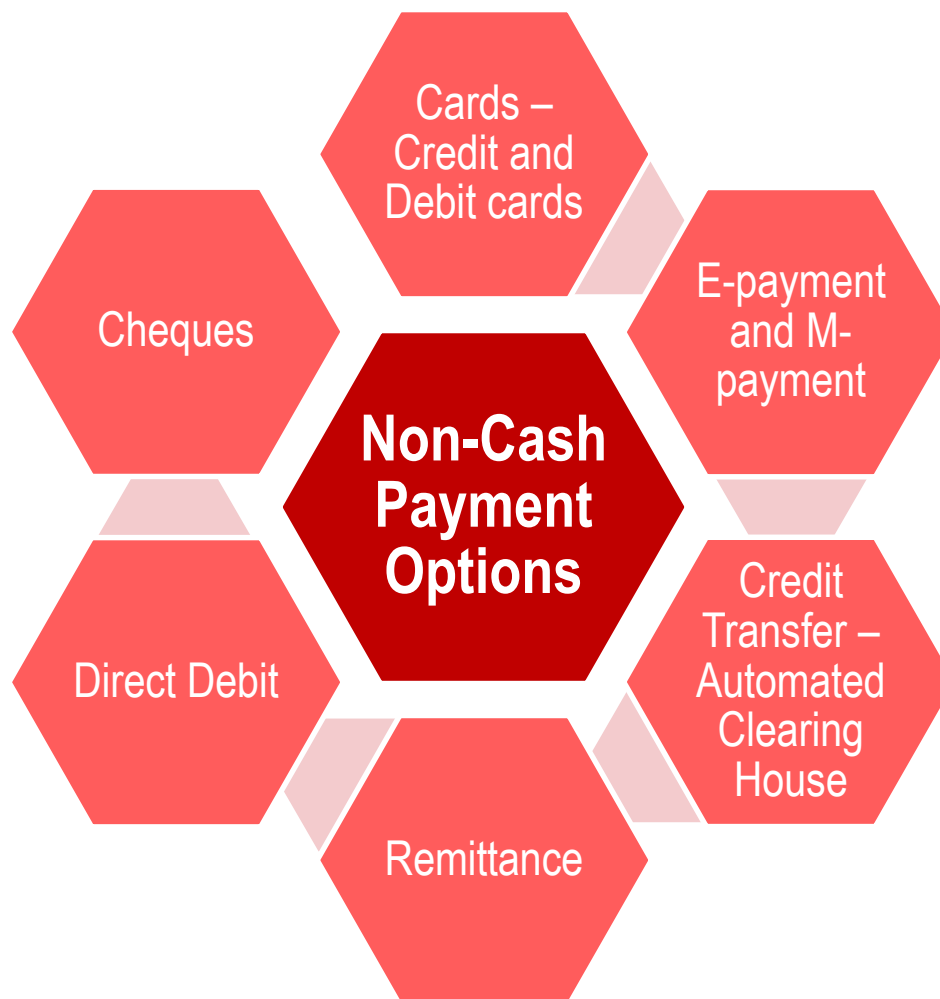 Cards –
Credit and
Debit cards
E-payment
and M-
payment
Credit
Transfer –
Automated
Clearing
House
Remittance
Direct Debit
Cheques
Non-Cash
Payment
Options